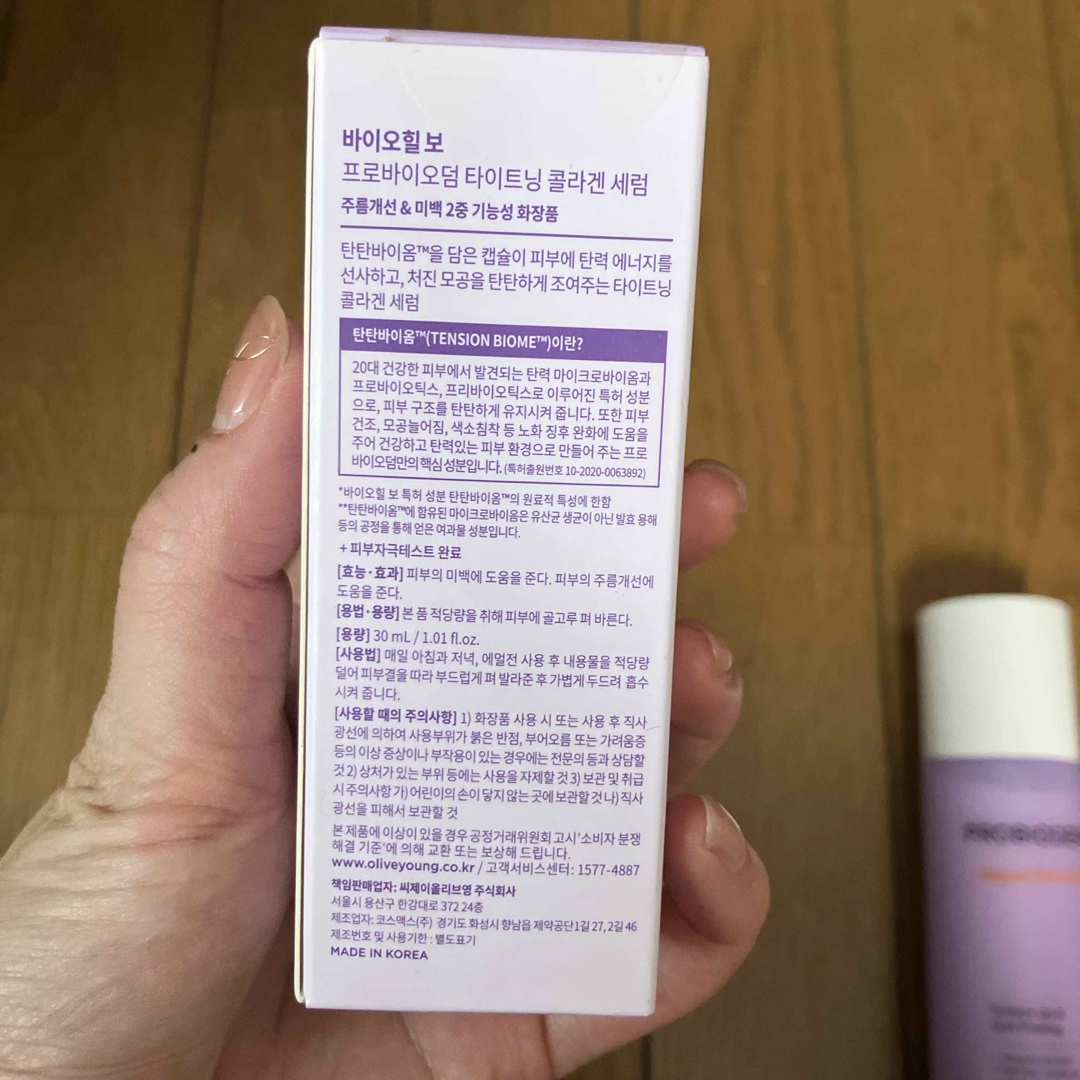 바이오힐 보
프로바이오덤 타이트닝 콜라겐 세럼
주름개선 & 미백 2중 기능성 화장품
탄탄바이옴™을 담은 캡슐이 피부에 탄력 에너지를
선사하고, 처진 모공을 탄탄하게 조여주는 타이트닝
콜라겐 세럼
탄탄바이옴™(TENSION BIOME™)이란?
20대 건강한 피부에서 발견되는 탄력 마이크로바이옴과
프로바이오틱스, 프리바이오틱스로 이루어진 특허 성분
으로, 피부 구조를 탄탄하게 유지시켜 줍니다. 또한 피부
건조, 모공늘어짐, 색소침착 등 노화 징후 완화에 도움을
주어 건강하고 탄력있는 피부 환경으로 만들어 주는 프로
바이오덤만의 핵심 성분입니다. (특허출원번호 10-2020-0063892)
*바이오힐 보 특허 성분 탄탄바이옴™의 원료적 특성에 한함
**탄탄바이옴™에 함유된 마이크로바이옴은 유산균 생균이 아닌 발효 용해
등의 공정을 통해 얻은 여과물 성분입니다.
+ 피부자극테스트 완료
[효능·효과] 피부의 미백에 도움을 준다. 피부의 주름개선에
도움을 준다.
[용법·용량] 본 품 적당량을 취해 피부에 골고루 펴 바른다.
[용량] 30 mL / 1.01 fl.oz.
[사용법] 매일 아침과 저녁, 에멀전 사용 후 내용물을 적당량
덜어 피부결을 따라 부드럽게 펴 발라준 후 가볍게 두드려 흡수
시켜 줍니다.
[사용할 때의 주의사항] 1) 화장품 사용 시 또는 사용 후 직사
광선에 의하여 사용부위가 붉은 반점, 부어오름 또는 가려움증
등의 이상 증상이나 부작용이 있는 경우에는 전문의 등과 상담할
것 2) 상처가 있는 부위 등에는 사용을 자제할 것 3) 보관 및 취급
시 주의사항 가) 어린이의 손이 닿지 않는 곳에 보관할 것 나) 직사
광선을 피해서 보관할 것
본 제품에 이상이 있을 경우 공정거래위원회 고시 '소비자 분쟁
해결 기준'에 의해 교환 또는 보상해 드립니다.
www.oliveyoung.co.kr / 고객서비스센터: 1577-4887
책임판매업자: 씨제이올리브영 주식회사
서울시 용산구 한강대로 372 24층
제조업자: 코스맥스(주) 경기도 화성시 향남읍 제약공단1길 27, 2길 46
제조번호 및 사용기한 : 별도표기
MADE IN KOREA